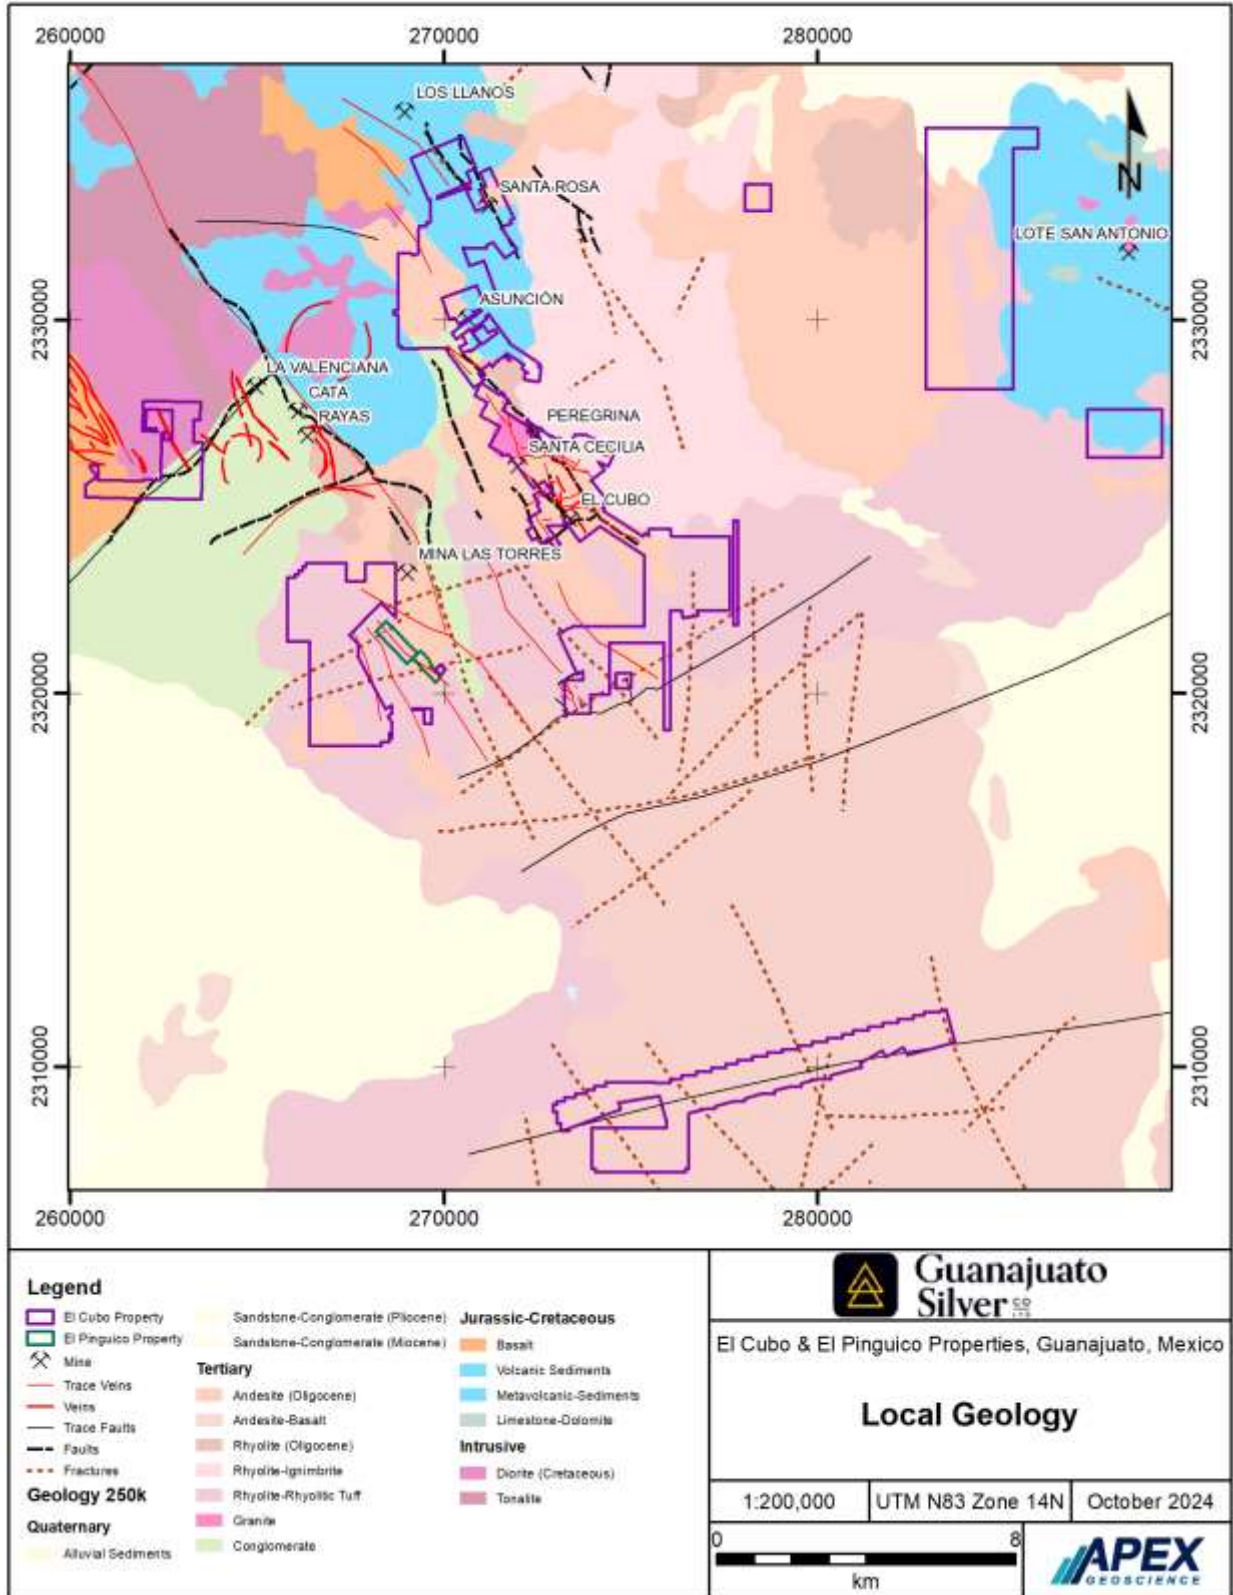 260000
270000
280000
LOS LLANOS
SANTA ROSA
N
LOTE SAN ANTONIO
2330000
ASUNCIÓN
2330000
LA VALENCIANA
CATA
RAYAS
PEREGRINA
SANTA CECILIA
EL CUBO
MINA LAS TORRES
2320000
2320000
2310000
2310000
260000
270000
280000
Legend
El Cubo Property
El Pinguico Property
Mine
Trace Veins
Veins
Trace Faults
Faults
Fractures
Geology 250k
Quaternary
Alluvial Sediments
Sandstone-Conglomerate (Pliocene)
Sandstone-Conglomerate (Miocene)
Tertiary
Andesite (Oligocene)
Andesite-Basalt
Rhyolite (Oligocene)
Rhyolite-Ignimbrite
Rhyolite-Rhyolitic Tuff
Granite
Conglomerate
Jurassic-Cretaceous
Basalt
Volcanic Sediments
Metavolcanic-Sediments
Limestone-Dolomite
Intrusive
Diorite (Cretaceous)
Tonalite
Guanajuato
Silver CO LTD
El Cubo & El Pinguico Properties, Guanajuato, Mexico
Local Geology
1:200,000
UTM N83 Zone 14N
October 2024
0 8
km
APEX
GEOSCIENCE